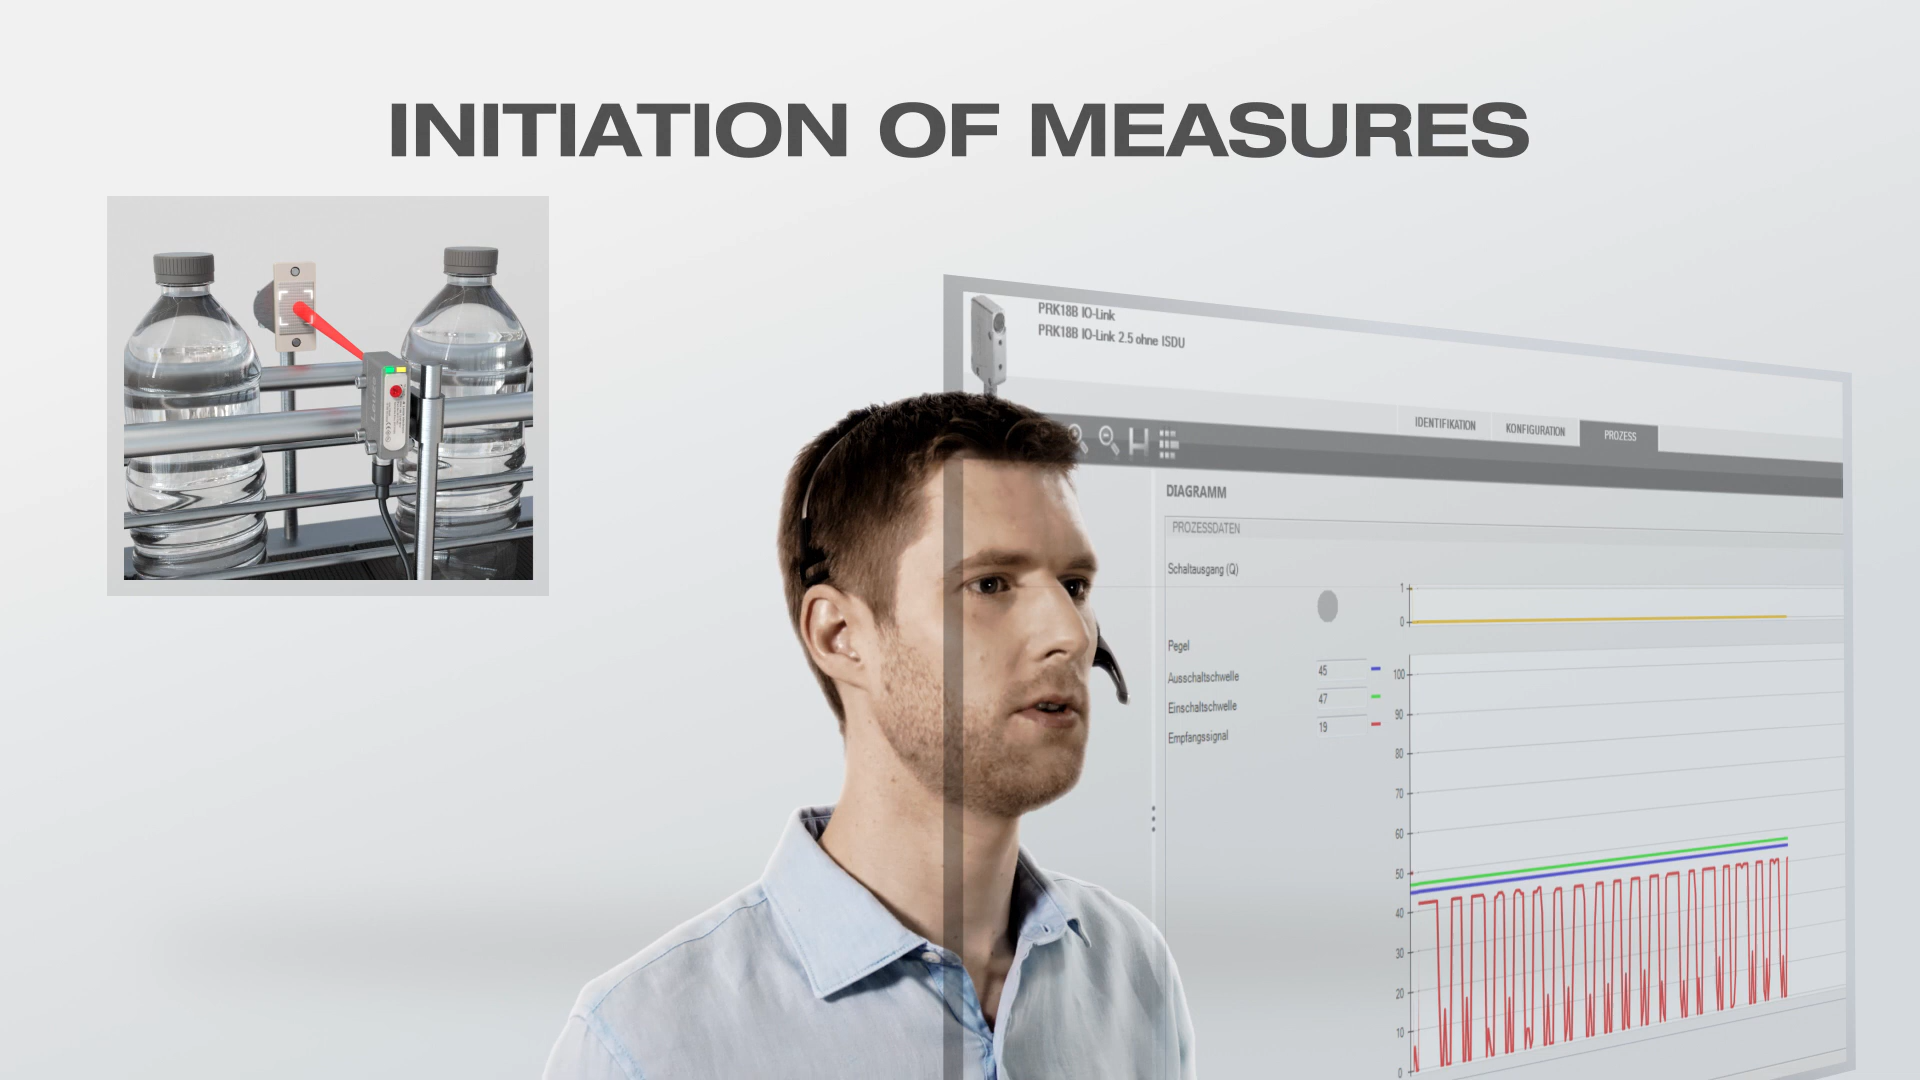 INITIATION OF MEASURES
PRK18B IO-Link
PRK18B IO-Link 2.5 ohne ISDU
IDENTIFIKATION KONFIGURATION PROZESS
DIAGRAMM
PROZESSDATEN
Schaltausgang (Q)
1
0
Pegel
Ausschaltschwelle 45
Einschaltschwelle 47
Empfangssignal 19
100
90
80
70
60
50
40
30
20
10
0